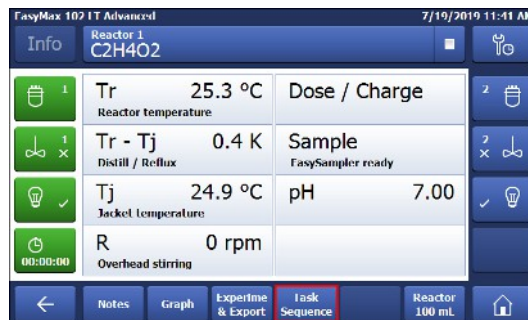 EasyMax 102 LT Advanced 7/19/2019 11:41 AM
Info
Reactor 1
C2H4O2
1
Tr 25.3 °C
Reactor temperature
Dose / Charge
2
1
Tr - Tj 0.4 K
Distill / Reflux
Sample
EasySampler ready
2
Tj 24.9 °C
Jacket temperature
pH 7.00
00:00:00
R 0 rpm
Overhead stirring
Notes
Graph
Experime
& Export
Task
Sequence
Reactor
100 mL